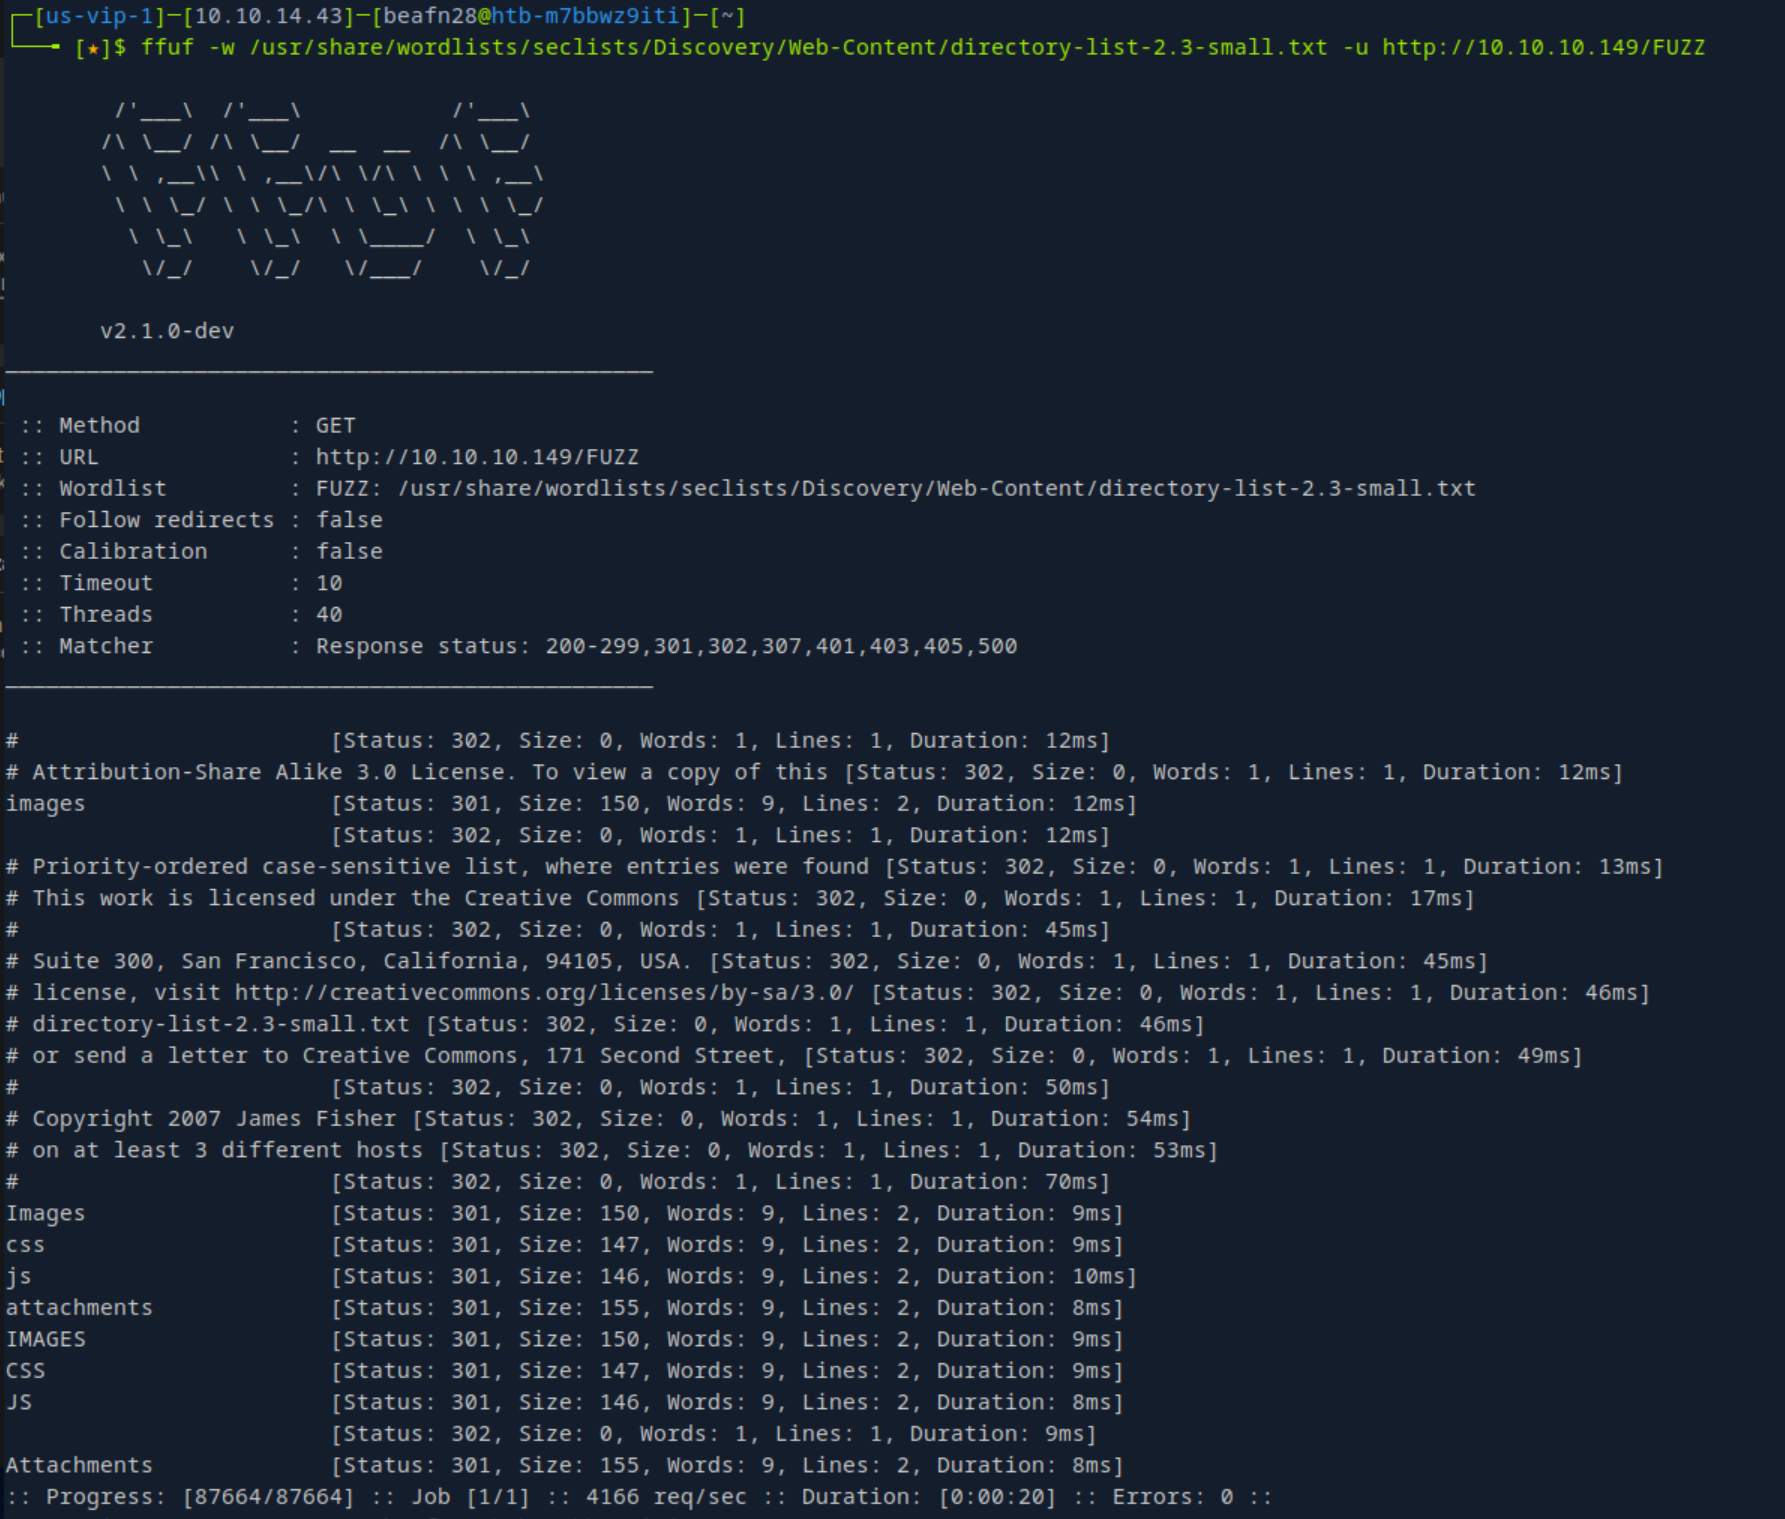 ┌─[us-vip-1]─[10.10.14.43]─[beafn28@htb-m7bbwz9iti]─[~]
└──╼ [★]$ ffuf -w /usr/share/wordlists/seclists/Discovery/Web-Content/directory-list-2.3-small.txt -u http://10.10.10.149/FUZZ
        /'___\  /'___\           /'___\
       /\ \__/ /\ \__/  __  __  /\ \__/
       \ \ ,__\\ \ ,__\/\ \/\ \ \ \ ,__\
        \ \ \_/ \ \ \_/\ \ \_\ \ \ \ \_/
         \ \_\   \ \_\  \ \____/  \ \_\
          \/_/    \/_/   \/___/    \/_/
       v2.1.0-dev
________________________________________________
 :: Method           : GET
 :: URL              : http://10.10.10.149/FUZZ
 :: Wordlist         : FUZZ: /usr/share/wordlists/seclists/Discovery/Web-Content/directory-list-2.3-small.txt
 :: Follow redirects : false
 :: Calibration      : false
 :: Timeout          : 10
 :: Threads          : 40
 :: Matcher          : Response status: 200-299,301,302,307,401,403,405,500
________________________________________________
#                       [Status: 302, Size: 0, Words: 1, Lines: 1, Duration: 12ms]
# Attribution-Share Alike 3.0 License. To view a copy of this [Status: 302, Size: 0, Words: 1, Lines: 1, Duration: 12ms]
images                  [Status: 301, Size: 150, Words: 9, Lines: 2, Duration: 12ms]
                        [Status: 302, Size: 0, Words: 1, Lines: 1, Duration: 12ms]
# Priority-ordered case-sensitive list, where entries were found [Status: 302, Size: 0, Words: 1, Lines: 1, Duration: 13ms]
# This work is licensed under the Creative Commons [Status: 302, Size: 0, Words: 1, Lines: 1, Duration: 17ms]
#                       [Status: 302, Size: 0, Words: 1, Lines: 1, Duration: 45ms]
# Suite 300, San Francisco, California, 94105, USA. [Status: 302, Size: 0, Words: 1, Lines: 1, Duration: 45ms]
# license, visit http://creativecommons.org/licenses/by-sa/3.0/ [Status: 302, Size: 0, Words: 1, Lines: 1, Duration: 46ms]
# directory-list-2.3-small.txt [Status: 302, Size: 0, Words: 1, Lines: 1, Duration: 46ms]
# or send a letter to Creative Commons, 171 Second Street, [Status: 302, Size: 0, Words: 1, Lines: 1, Duration: 49ms]
#                       [Status: 302, Size: 0, Words: 1, Lines: 1, Duration: 50ms]
# Copyright 2007 James Fisher [Status: 302, Size: 0, Words: 1, Lines: 1, Duration: 54ms]
# on at least 3 different hosts [Status: 302, Size: 0, Words: 1, Lines: 1, Duration: 53ms]
#                       [Status: 302, Size: 0, Words: 1, Lines: 1, Duration: 70ms]
Images                  [Status: 301, Size: 150, Words: 9, Lines: 2, Duration: 9ms]
css                     [Status: 301, Size: 147, Words: 9, Lines: 2, Duration: 9ms]
js                      [Status: 301, Size: 146, Words: 9, Lines: 2, Duration: 10ms]
attachments             [Status: 301, Size: 155, Words: 9, Lines: 2, Duration: 8ms]
IMAGES                  [Status: 301, Size: 150, Words: 9, Lines: 2, Duration: 9ms]
CSS                     [Status: 301, Size: 147, Words: 9, Lines: 2, Duration: 9ms]
JS                      [Status: 301, Size: 146, Words: 9, Lines: 2, Duration: 8ms]
                        [Status: 302, Size: 0, Words: 1, Lines: 1, Duration: 9ms]
Attachments             [Status: 301, Size: 155, Words: 9, Lines: 2, Duration: 8ms]
:: Progress: [87664/87664] :: Job [1/1] :: 4166 req/sec :: Duration: [0:00:20] :: Errors: 0 ::